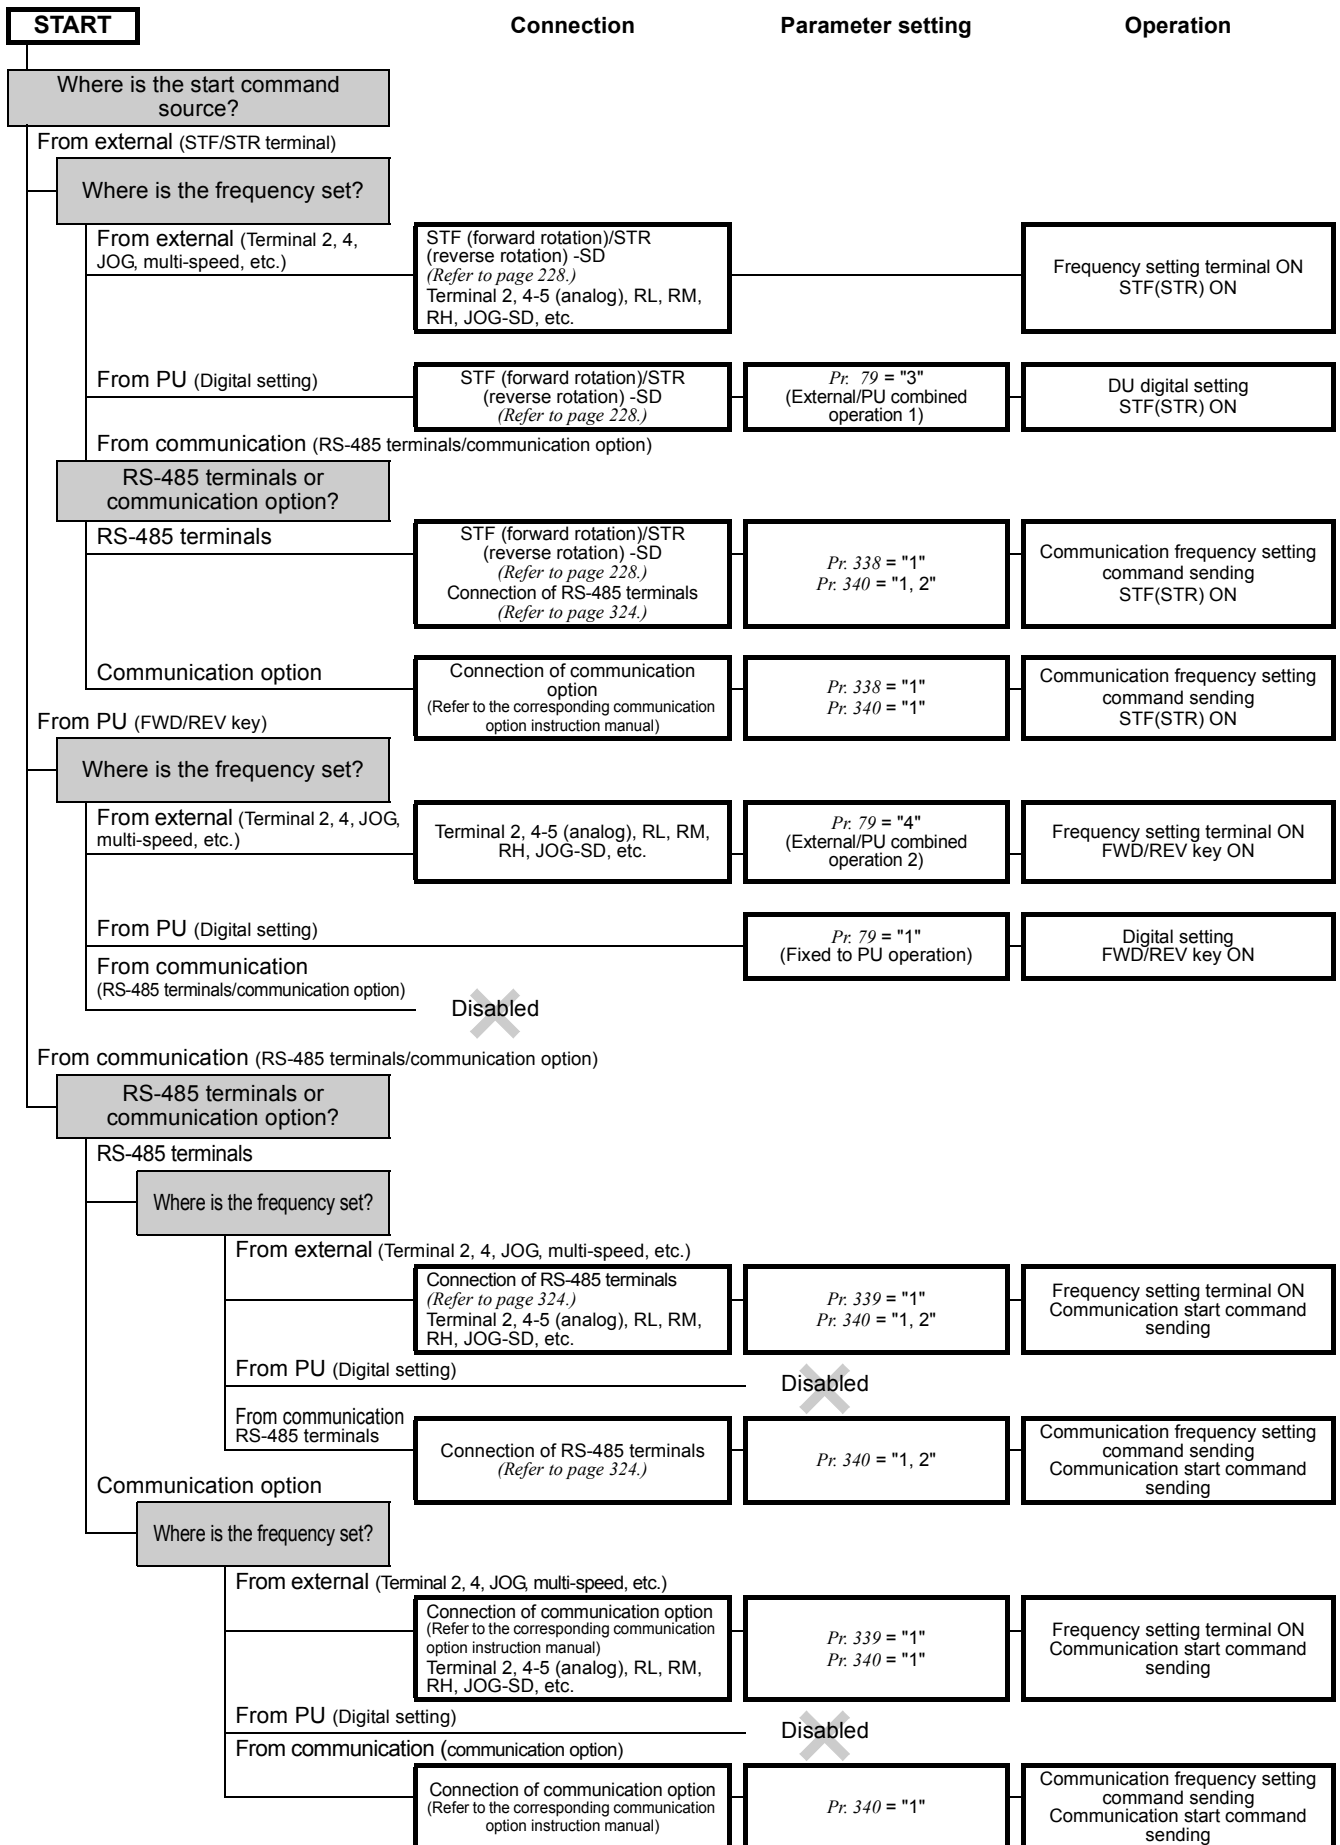 START
Connection
Parameter setting
Operation
Where is the start command
source?
From external (STF/STR terminal)
Where is the frequency set?
From external (Terminal 2, 4,
JOG, multi-speed, etc.)
STF (forward rotation)/STR
(reverse rotation) -SD
(Refer to page 228.)
Terminal 2, 4-5 (analog), RL, RM,
RH, JOG-SD, etc.
Frequency setting terminal ON
STF(STR) ON
From PU (Digital setting)
STF (forward rotation)/STR
(reverse rotation) -SD
(Refer to page 228.)
Pr. 79 = "3"
(External/PU combined
operation 1)
DU digital setting
STF(STR) ON
From communication (RS-485 terminals/communication option)
RS-485 terminals or
communication option?
RS-485 terminals
STF (forward rotation)/STR
(reverse rotation) -SD
(Refer to page 228.)
Connection of RS-485 terminals
(Refer to page 324.)
Pr. 338 = "1"
Pr. 340 = "1, 2"
Communication frequency setting
command sending
STF(STR) ON
Communication option
Connection of communication
option
(Refer to the corresponding communication
option instruction manual)
Pr. 338 = "1"
Pr. 340 = "1"
Communication frequency setting
command sending
STF(STR) ON
From PU (FWD/REV key)
Where is the frequency set?
From external (Terminal 2, 4, JOG,
multi-speed, etc.)
Terminal 2, 4-5 (analog), RL, RM,
RH, JOG-SD, etc.
Pr. 79 = "4"
(External/PU combined
operation 2)
Frequency setting terminal ON
FWD/REV key ON
From PU (Digital setting)
Pr. 79 = "1"
(Fixed to PU operation)
Digital setting
FWD/REV key ON
From communication
(RS-485 terminals/communication option)
Disabled
From communication (RS-485 terminals/communication option)
RS-485 terminals or
communication option?
RS-485 terminals
Where is the frequency set?
From external (Terminal 2, 4, JOG, multi-speed, etc.)
Connection of RS-485 terminals
(Refer to page 324.)
Terminal 2, 4-5 (analog), RL, RM,
RH, JOG-SD, etc.
Pr. 339 = "1"
Pr. 340 = "1, 2"
Frequency setting terminal ON
Communication start command
sending
From PU (Digital setting)
Disabled
From communication
RS-485 terminals
Connection of RS-485 terminals
(Refer to page 324.)
Pr. 340 = "1, 2"
Communication frequency setting
command sending
Communication start command
sending
Communication option
Where is the frequency set?
From external (Terminal 2, 4, JOG, multi-speed, etc.)
Connection of communication option
(Refer to the corresponding communication
option instruction manual)
Terminal 2, 4-5 (analog), RL, RM,
RH, JOG-SD, etc.
Pr. 339 = "1"
Pr. 340 = "1"
Frequency setting terminal ON
Communication start command
sending
From PU (Digital setting)
Disabled
From communication (communication option)
Connection of communication option
(Refer to the corresponding communication
option instruction manual)
Pr. 340 = "1"
Communication frequency setting
command sending
Communication start command
sending